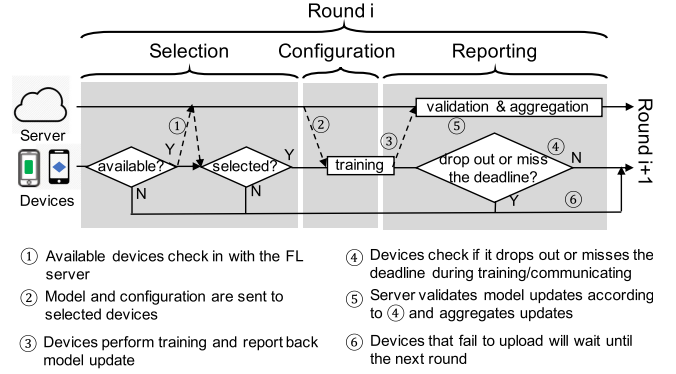 Round i
Selection
Configuration
Reporting
Server
Devices
①
②
③
validation & aggregation
⑤
Y
available?
selected?
Y
training
drop out or miss
the deadline?
④
N
N
N
Y
⑥
Round i+1
① Available devices check in with the FL
server
② Model and configuration are sent to
selected devices
③ Devices perform training and report back
model update
④ Devices check if it drops out or misses the
deadline during training/communicating
⑤ Server validates model updates according
to ④ and aggregates updates
⑥ Devices that fail to upload will wait until
the next round